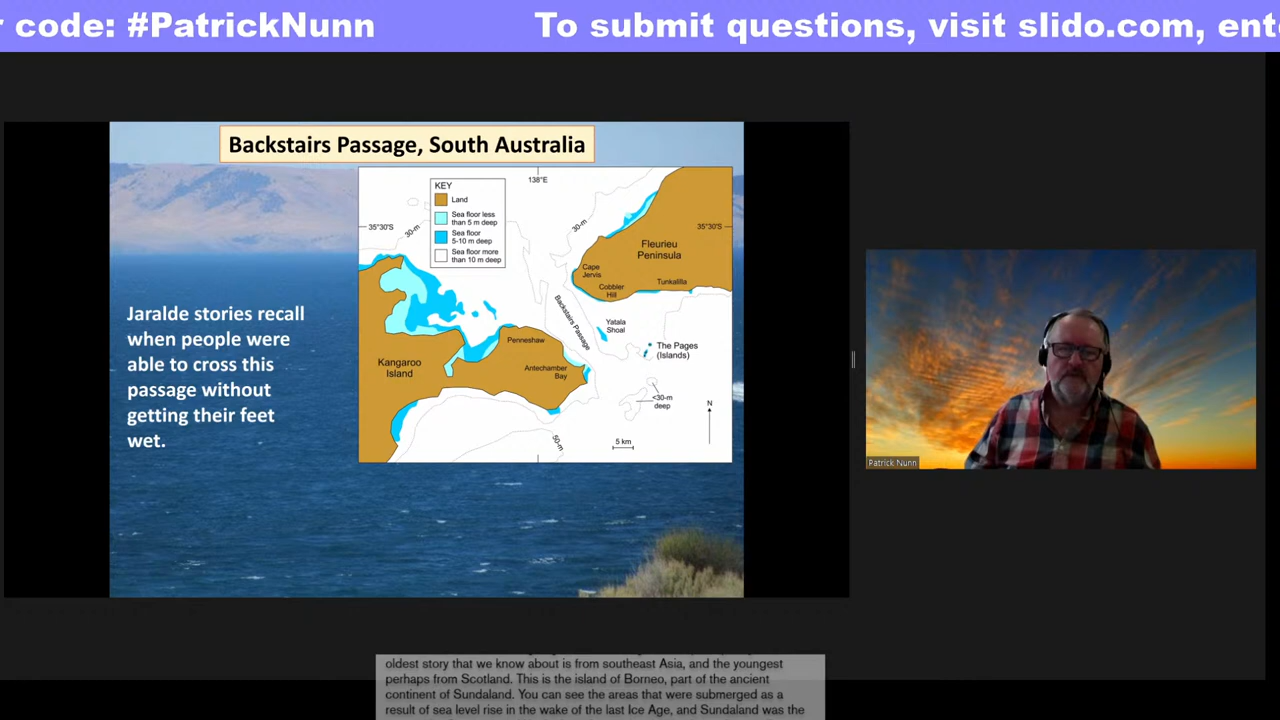 r code: #PatrickNunn
To submit questions, visit slido.com, ente
Backstairs Passage, South Australia
Jaralde stories recall
when people were
able to cross this
passage without
getting their feet
wet.
138°E
KEY
Land
Sea floor less
than 5 m deep
Sea floor
5-10 m deep
Sea floor more
than 10 m deep
35°30'S
30-m
30-m
35°30'S
Fleurieu
Peninsula
Cape
Jervis
Cobbler
Hill
Tunkalilla
Backstairs Passage
Yatala
Shoal
The Pages
(Islands)
Penneshaw
Kangaroo
Island
Antechamber
Bay
<30-m
deep
N
50-m
5 km
Patrick Nunn
oldest story that we know about is from southeast Asia, and the youngest
perhaps from Scotland. This is the island of Borneo, part of the ancient
continent of Sundaland. You can see the areas that were submerged as a
result of sea level rise in the wake of the last Ice Age, and Sundaland was the